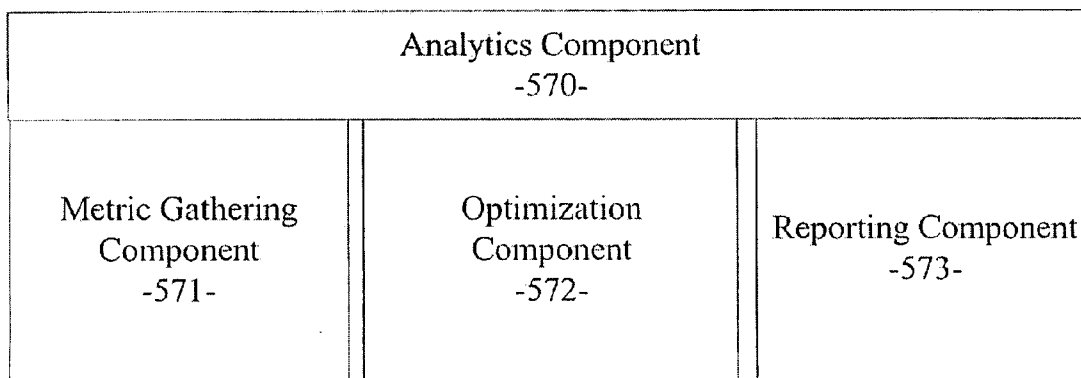 Analytics Component
-570-
Metric Gathering
Component
-571-
Optimization
Component
-572-
Reporting Component
-573-